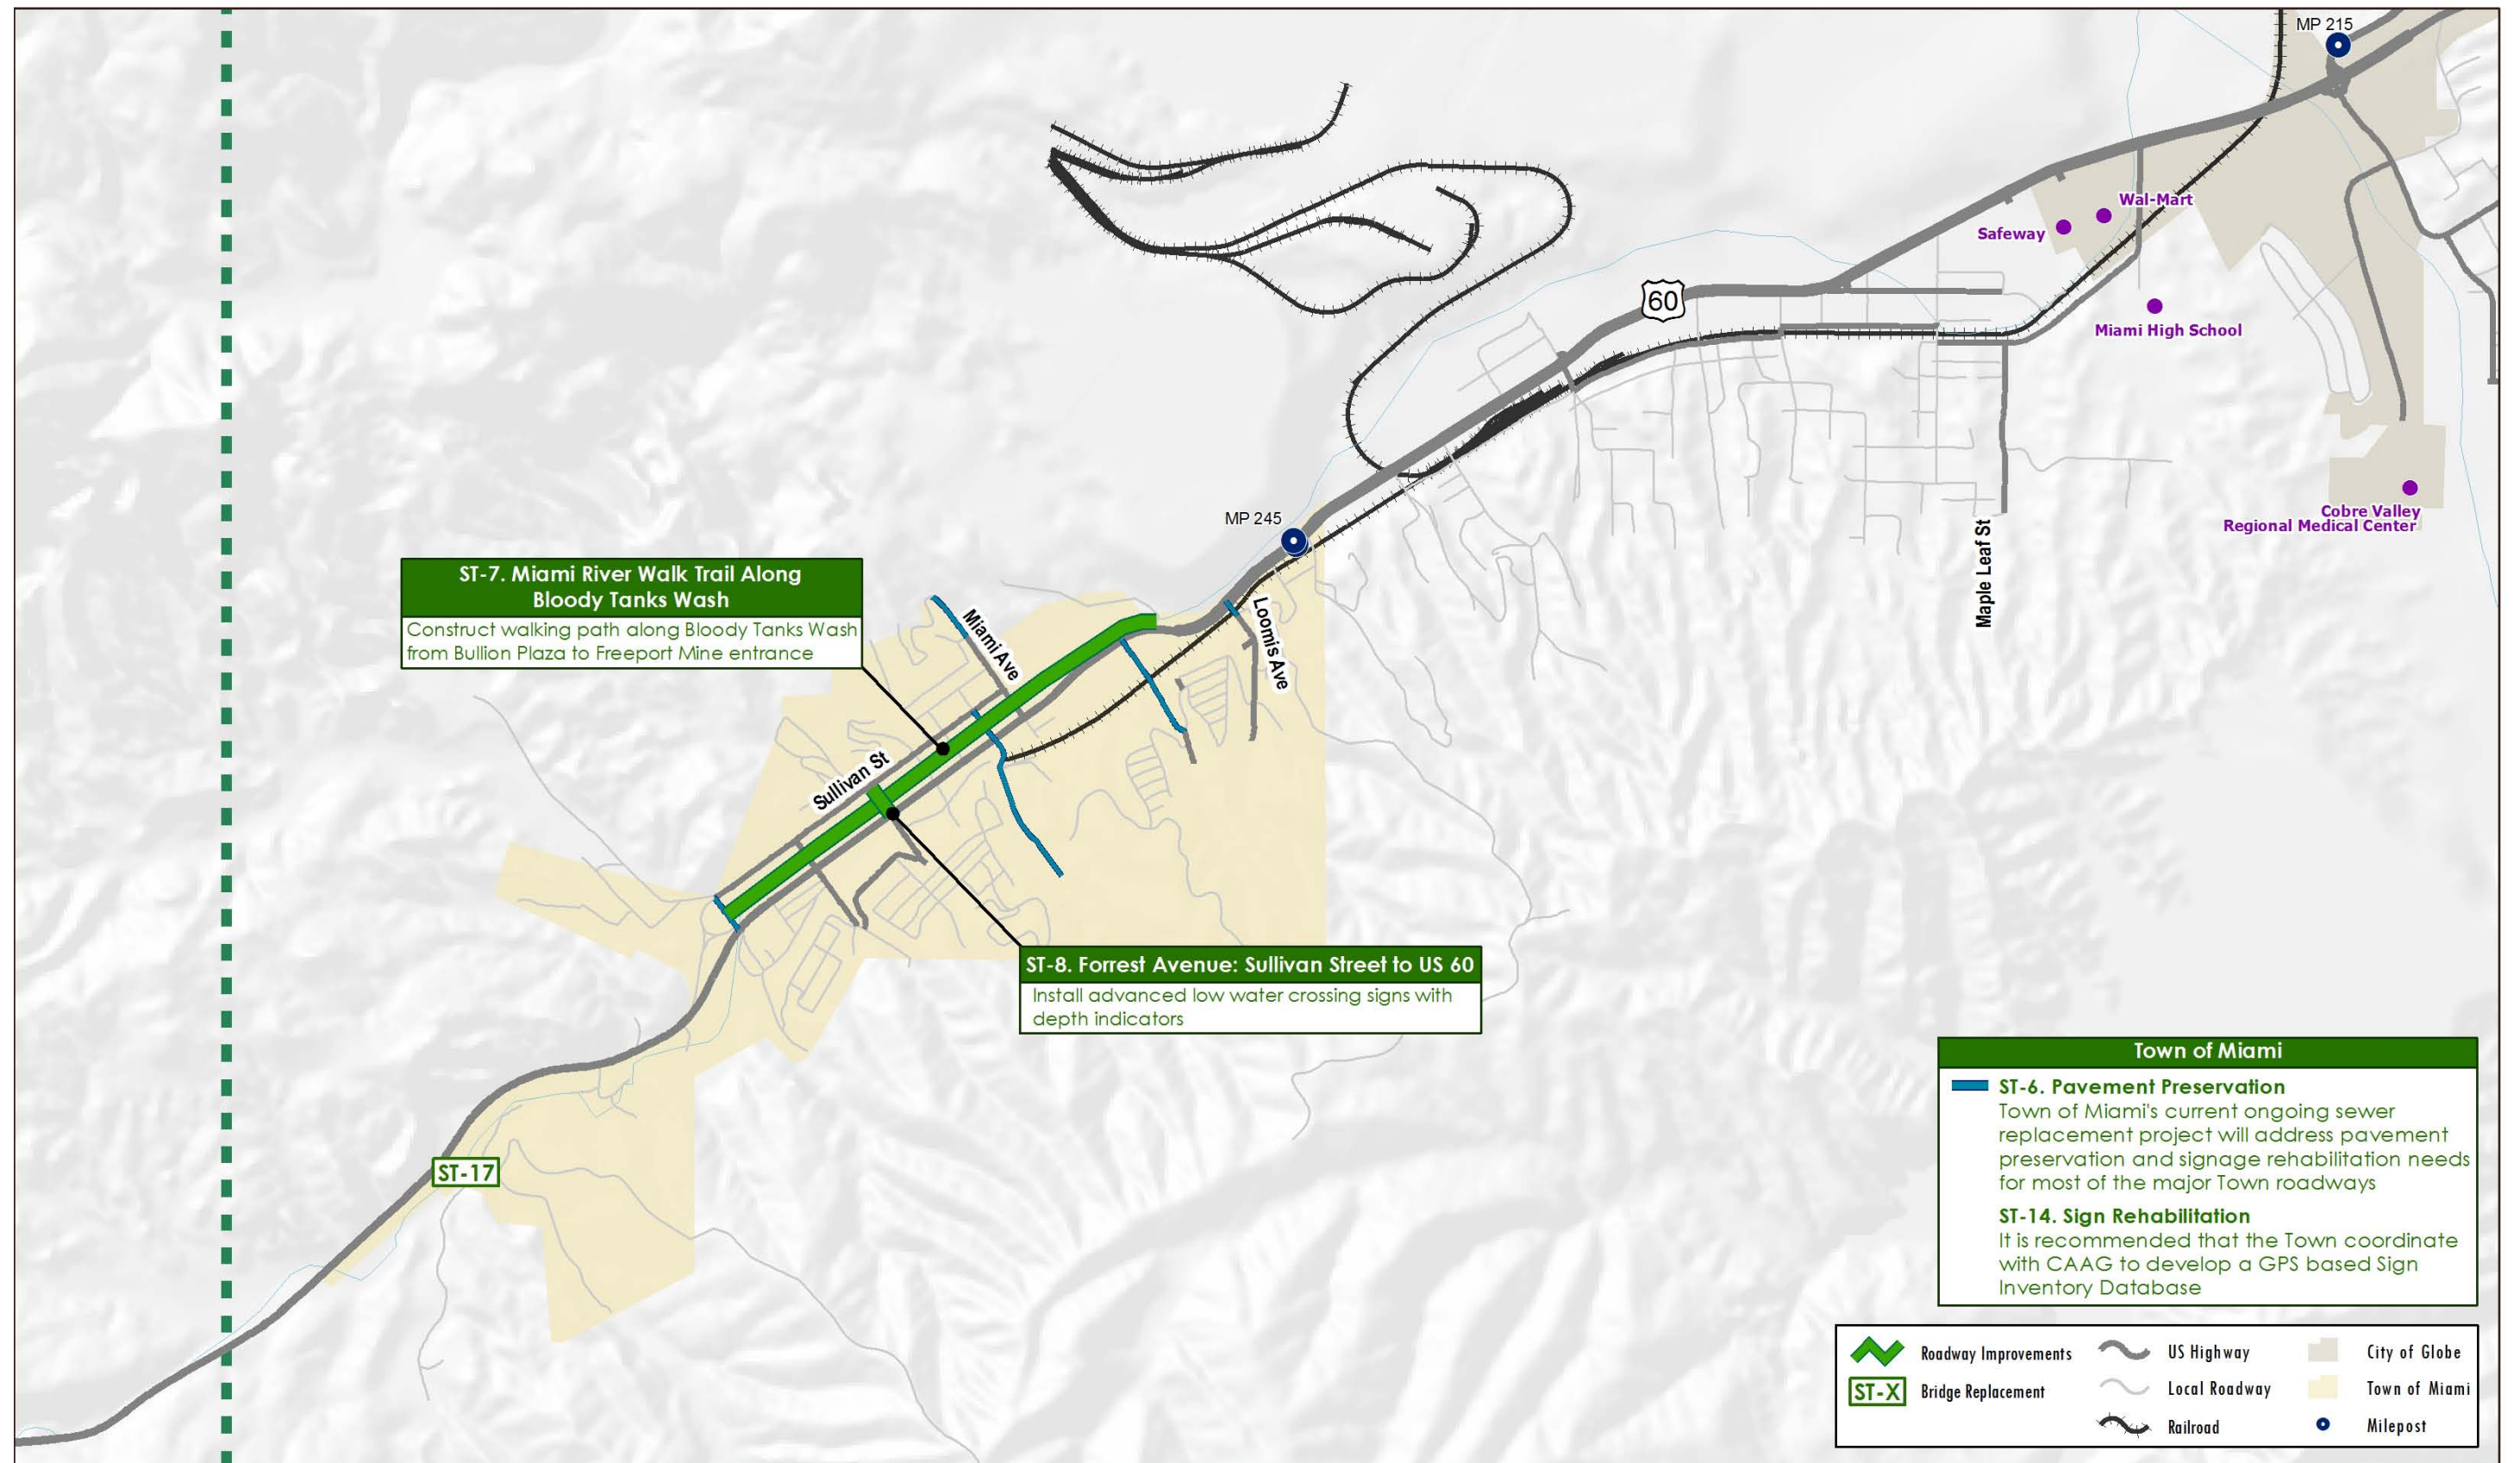 MP 215
Wal-Mart
Safeway
60
Miami High School
Cobre Valley
Regional Medical Center
MP 245
Maple Leaf St
ST-7. Miami River Walk Trail Along
Bloody Tanks Wash
Construct walking path along Bloody Tanks Wash
from Bullion Plaza to Freeport Mine entrance
Miami Ave
Loomis Ave
Sullivan St
ST-8. Forrest Avenue: Sullivan Street to US 60
Install advanced low water crossing signs with
depth indicators
ST-17
Town of Miami
ST-6. Pavement Preservation
Town of Miami's current ongoing sewer
replacement project will address pavement
preservation and signage rehabilitation needs
for most of the major Town roadways
ST-14. Sign Rehabilitation
It is recommended that the Town coordinate
with CAAG to develop a GPS based Sign
Inventory Database
Roadway Improvements
ST-X Bridge Replacement
US Highway
Local Roadway
Railroad
City of Globe
Town of Miami
Milepost